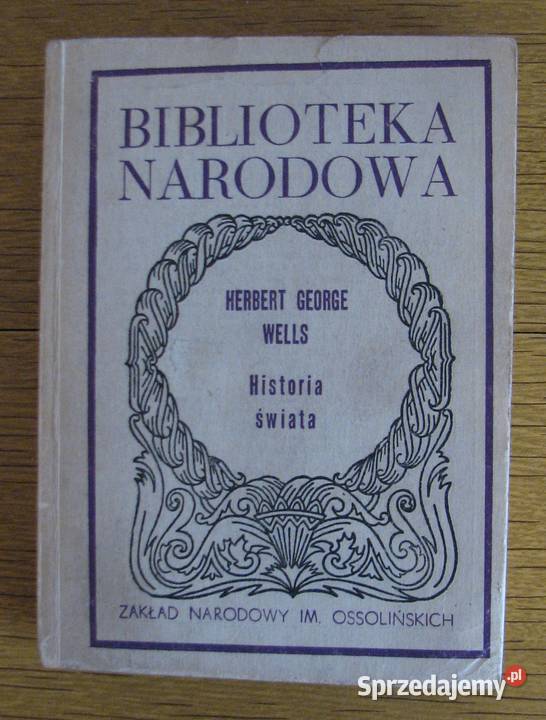 BIBLIOTEKA
NARODOWA
HERBERT GEORGE
WELLS
Historia
świata
ZAKŁAD NARODOWY IM. OSSOLIŃSKICH
Sprzedajemy.pl